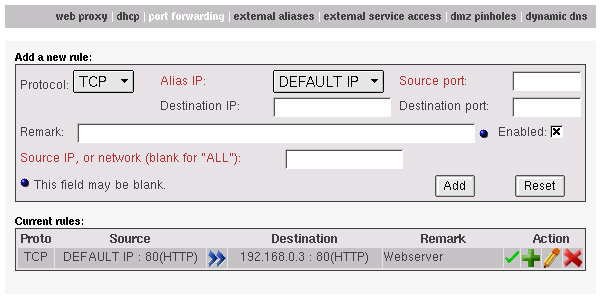 web proxy | dhcp | port forwarding | external aliases | external service access | dmz pinholes | dynamic dns
Add a new rule:
Protocol: TCP Alias IP: DEFAULT IP Source port:
Destination IP: Destination port:
Remark: Enabled:
Source IP, or network (blank for "ALL"):
This field may be blank. Add Reset
Current rules:
Proto Source Destination Remark Action
TCP DEFAULT IP : 80(HTTP) 192.168.0.3 : 80(HTTP) Webserver